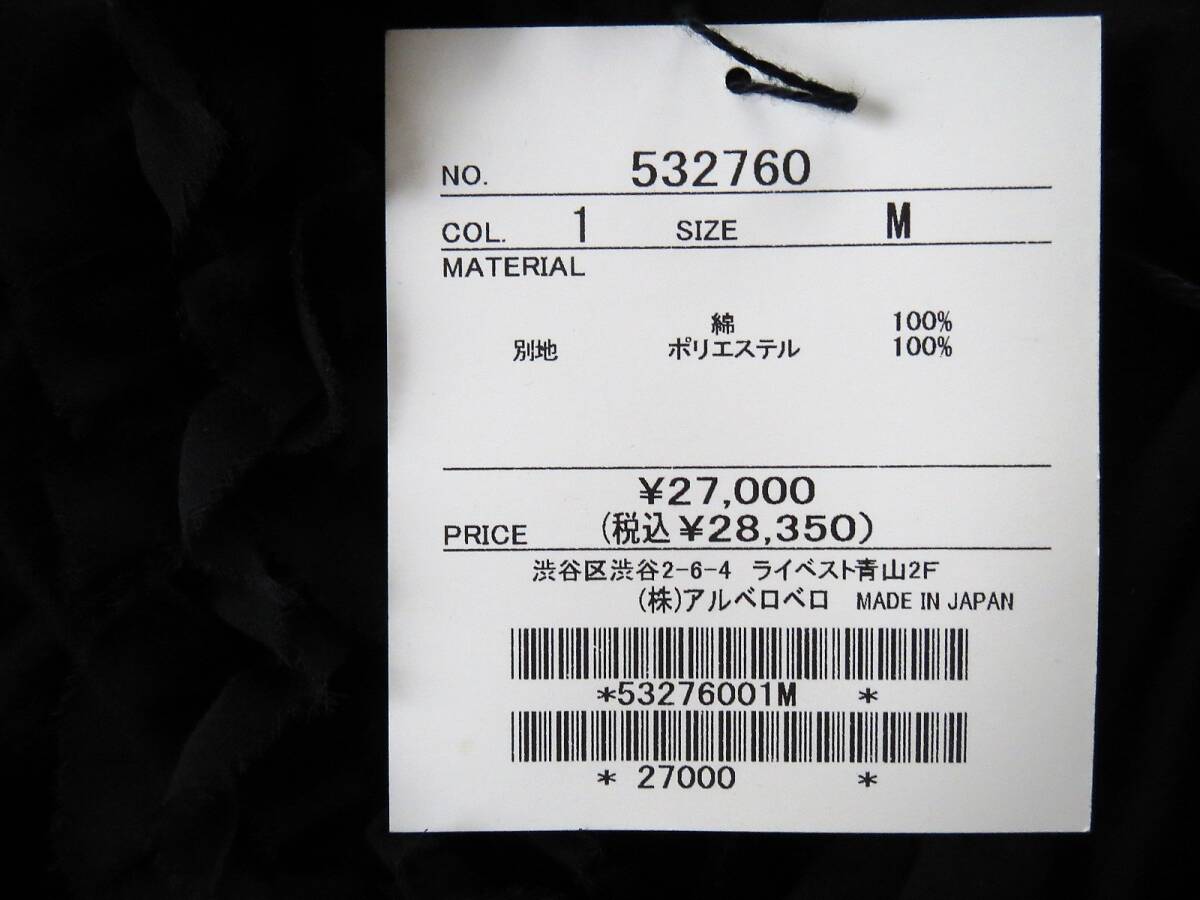 NO. 532760
COL. 1 SIZE M
MATERIAL
綿 100%
別地 ポリエステル 100%
¥27,000
PRICE (税込 ¥28,350)
渋谷区渋谷2-6-4 ライベスト青山2F
(株)アルベロベロ MADE IN JAPAN
*53276001M *
* 27000 *